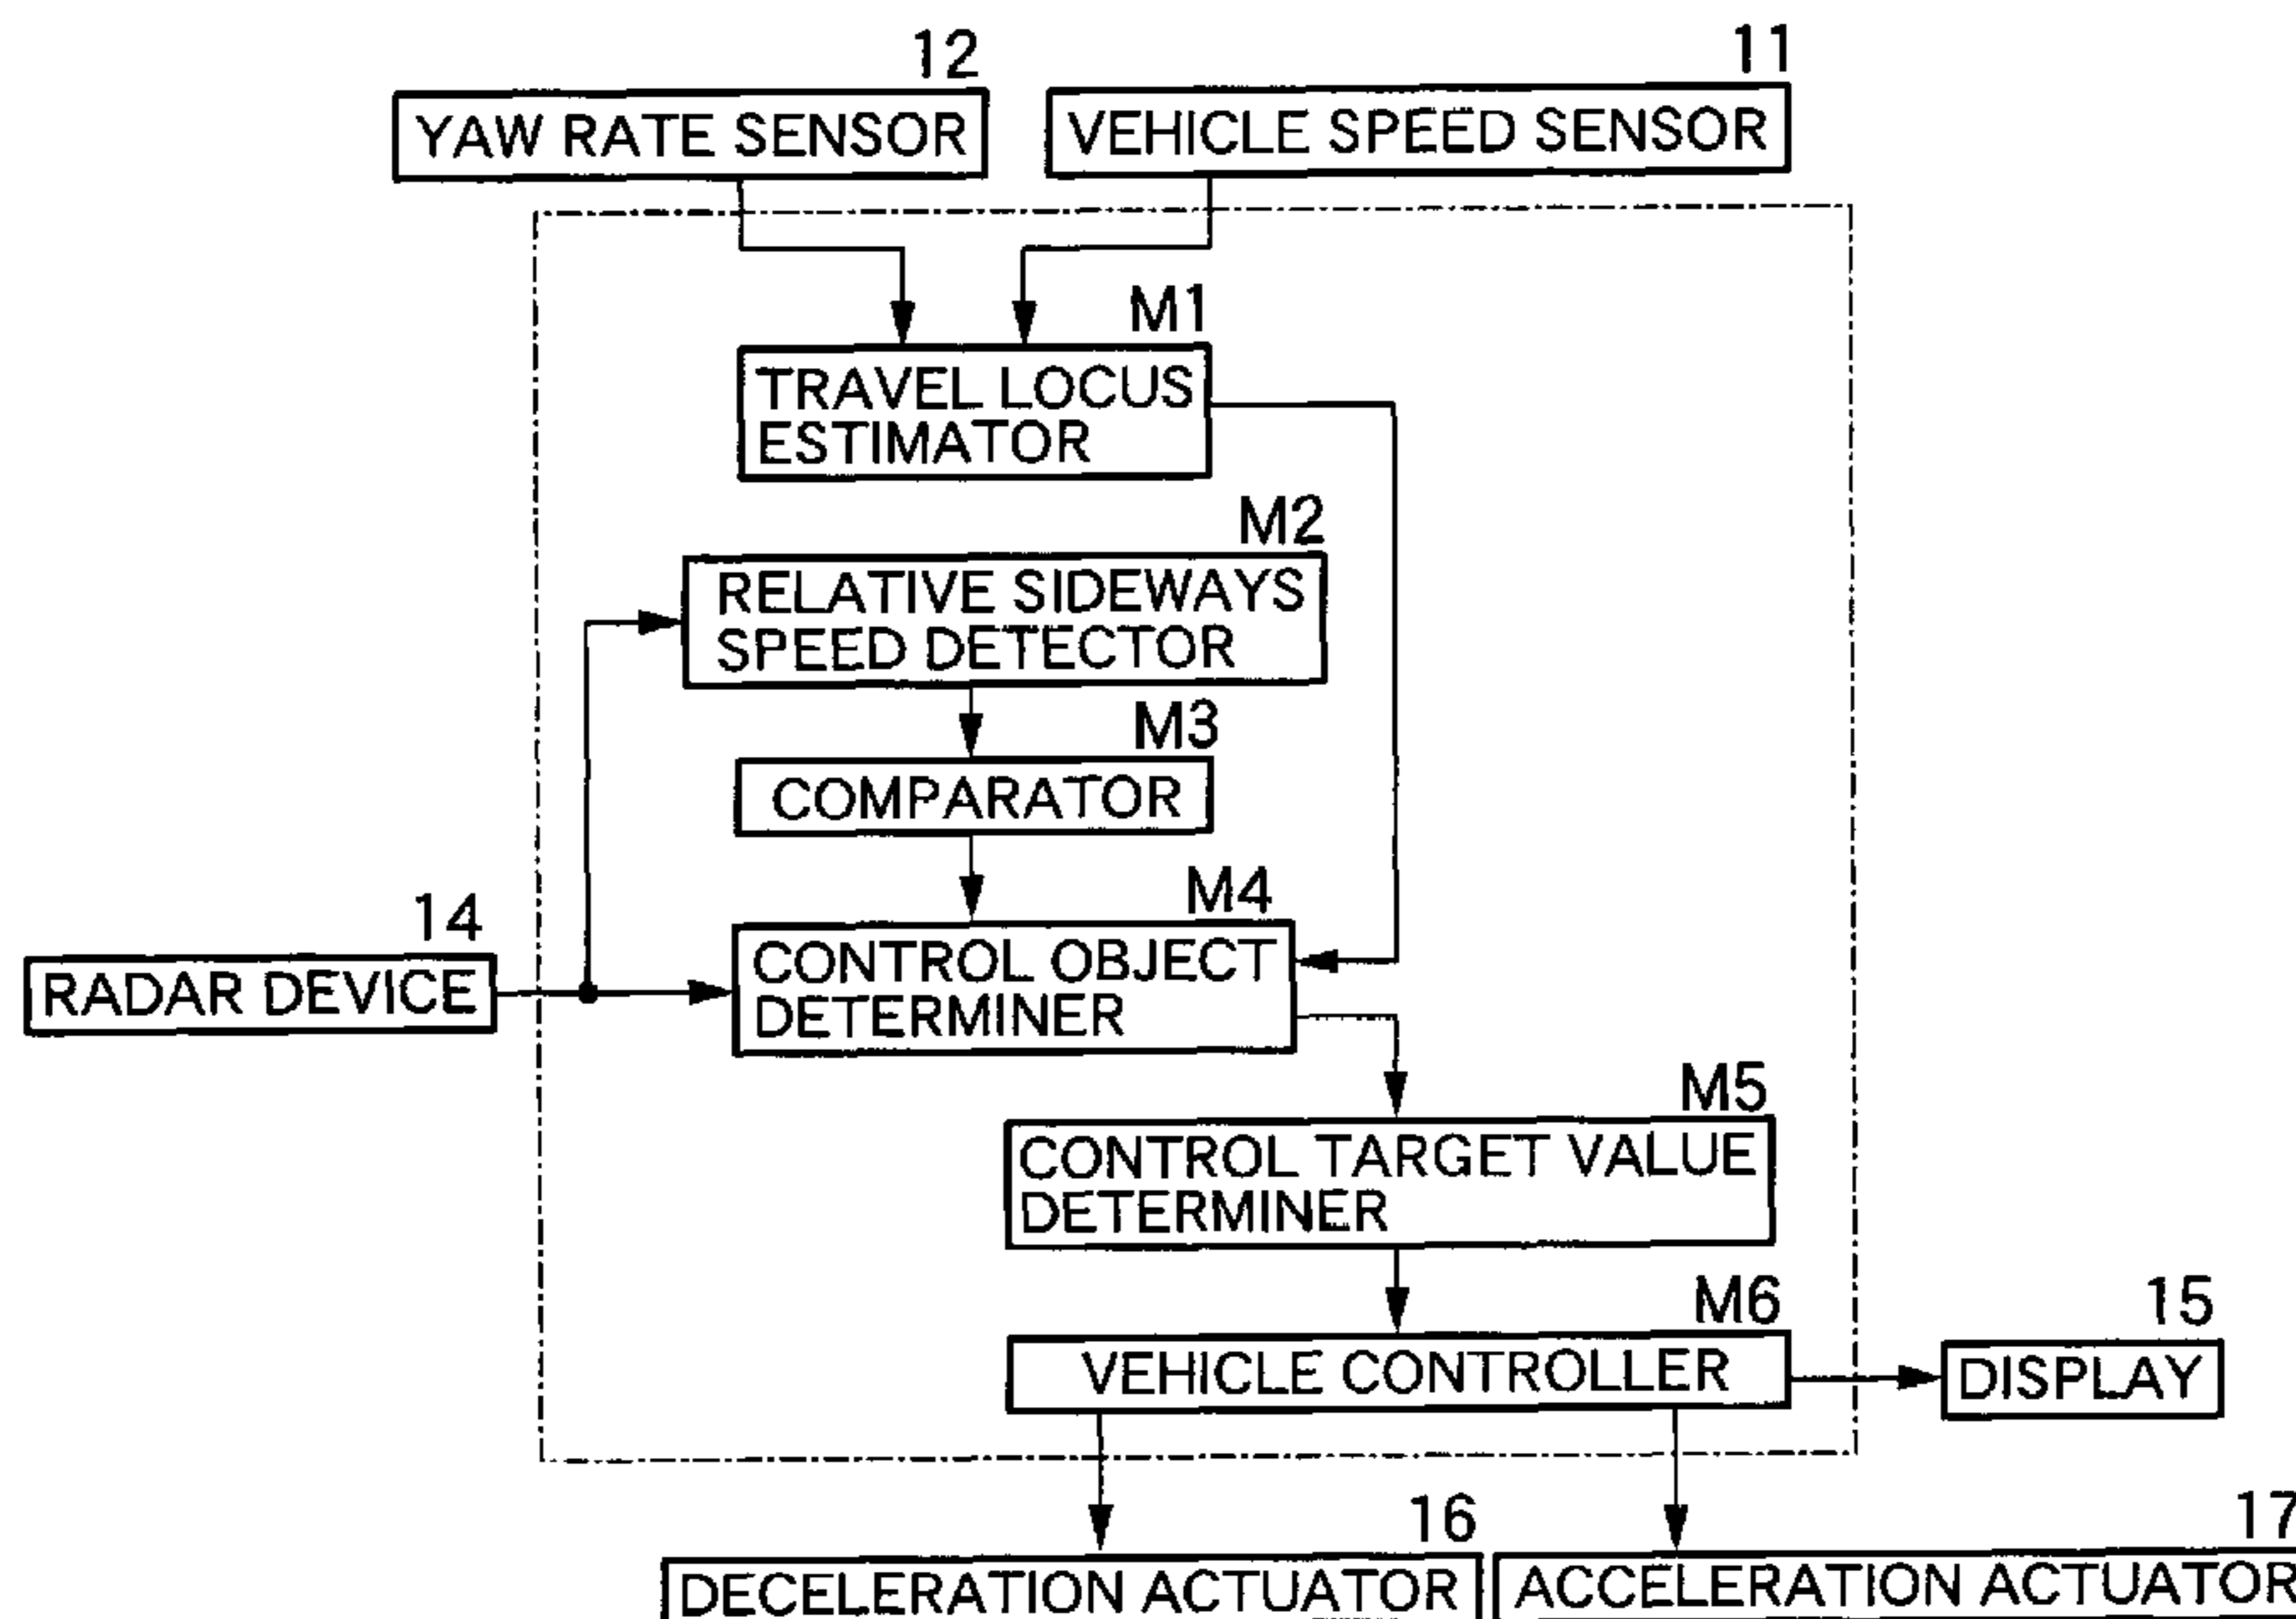 12
11
YAW RATE SENSOR
VEHICLE SPEED SENSOR
M1
TRAVEL LOCUS
ESTIMATOR
M2
RELATIVE SIDEWAYS
SPEED DETECTOR
M3
COMPARATOR
M4
14
CONTROL OBJECT
DETERMINER
RADAR DEVICE
M5
CONTROL TARGET VALUE
DETERMINER
M6
15
VEHICLE CONTROLLER
DISPLAY
16
17
DECELERATION ACTUATOR
ACCELERATION ACTUATOR